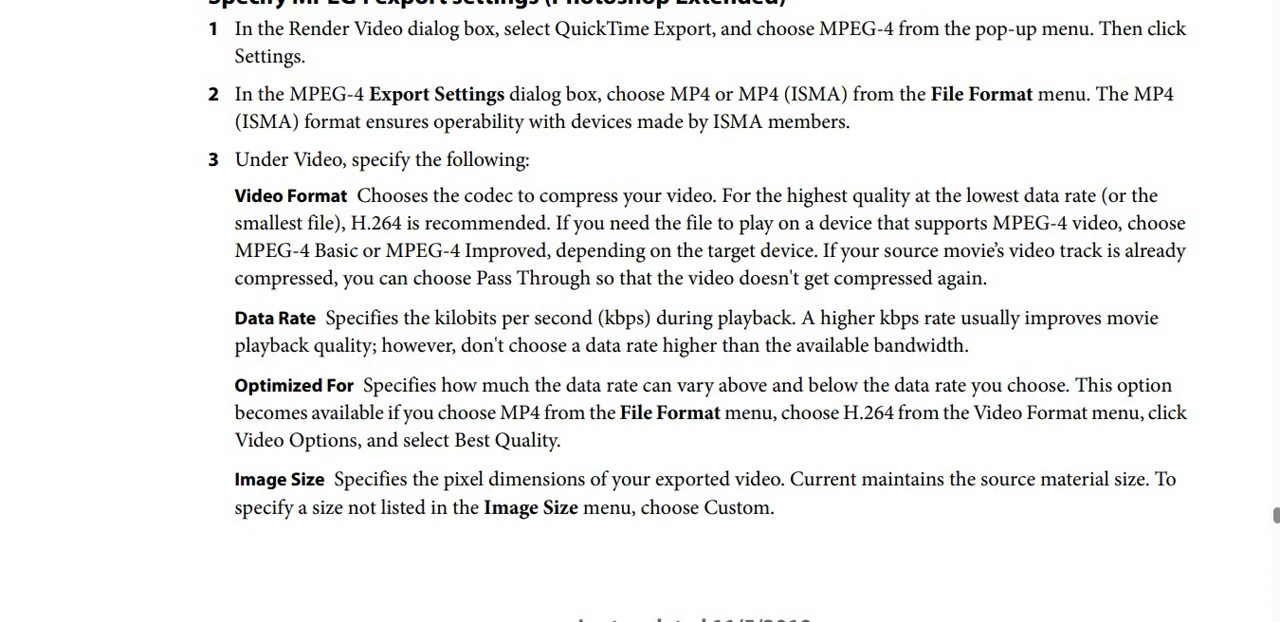 Specify MPEG-4 export settings (Photoshop Extended)
1 In the Render Video dialog box, select QuickTime Export, and choose MPEG-4 from the pop-up menu. Then click
Settings.
2 In the MPEG-4 Export Settings dialog box, choose MP4 or MP4 (ISMA) from the File Format menu. The MP4
(ISMA) format ensures operability with devices made by ISMA members.
3 Under Video, specify the following:
Video Format Chooses the codec to compress your video. For the highest quality at the lowest data rate (or the
smallest file), H.264 is recommended. If you need the file to play on a device that supports MPEG-4 video, choose
MPEG-4 Basic or MPEG-4 Improved, depending on the target device. If your source movie's video track is already
compressed, you can choose Pass Through so that the video doesn't get compressed again.
Data Rate Specifies the kilobits per second (kbps) during playback. A higher kbps rate usually improves movie
playback quality; however, don't choose a data rate higher than the available bandwidth.
Optimized For Specifies how much the data rate can vary above and below the data rate you choose. This option
becomes available if you choose MP4 from the File Format menu, choose H.264 from the Video Format menu, click
Video Options, and select Best Quality.
Image Size Specifies the pixel dimensions of your exported video. Current maintains the source material size. To
specify a size not listed in the Image Size menu, choose Custom.